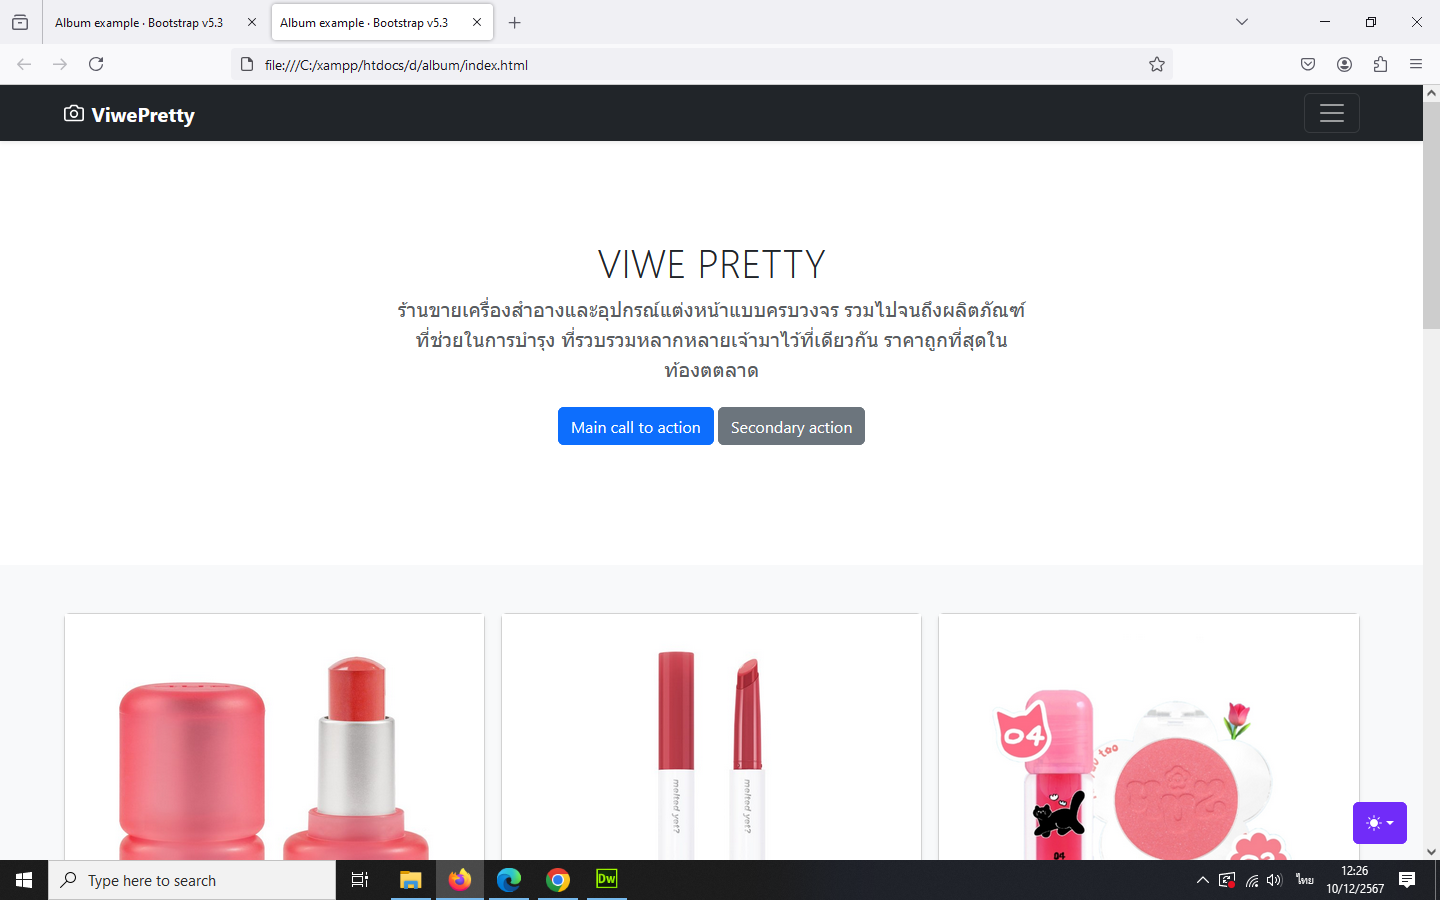 Album example · Bootstrap v5.3
Album example · Bootstrap v5.3
file:///C:/xampp/htdocs/d/album/index.html
ViwePretty
VIWE PRETTY
ร้านขายเครื่องสำอางและอุปกรณ์แต่งหน้าแบบครบวงจร รวมไปจนถึงผลิตภัณฑ์
ที่ช่วยในการบำรุง ที่รวบรวมหลากหลายเจ้ามาไว้ที่เดียวกัน ราคาถูกที่สุดใน
ท้องตตลาด
Main call to action
Secondary action
melted yet?
melted yet?
04
too
04
Type here to search
Dw
ไทย
12:26
10/12/2567